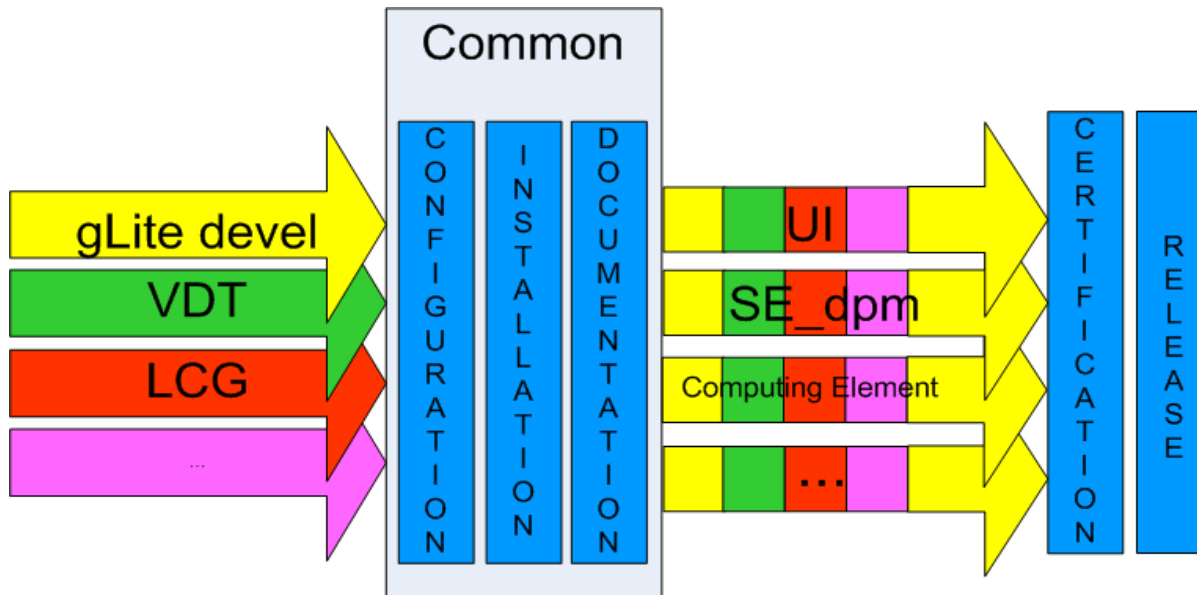 Common
gLite devel
VDT
LCG
...
CONFIGURATION
INSTALLATION
DOCUMENTATION
UI
SE_dpm
Computing Element
...
CERTIFICATION
RELEASE